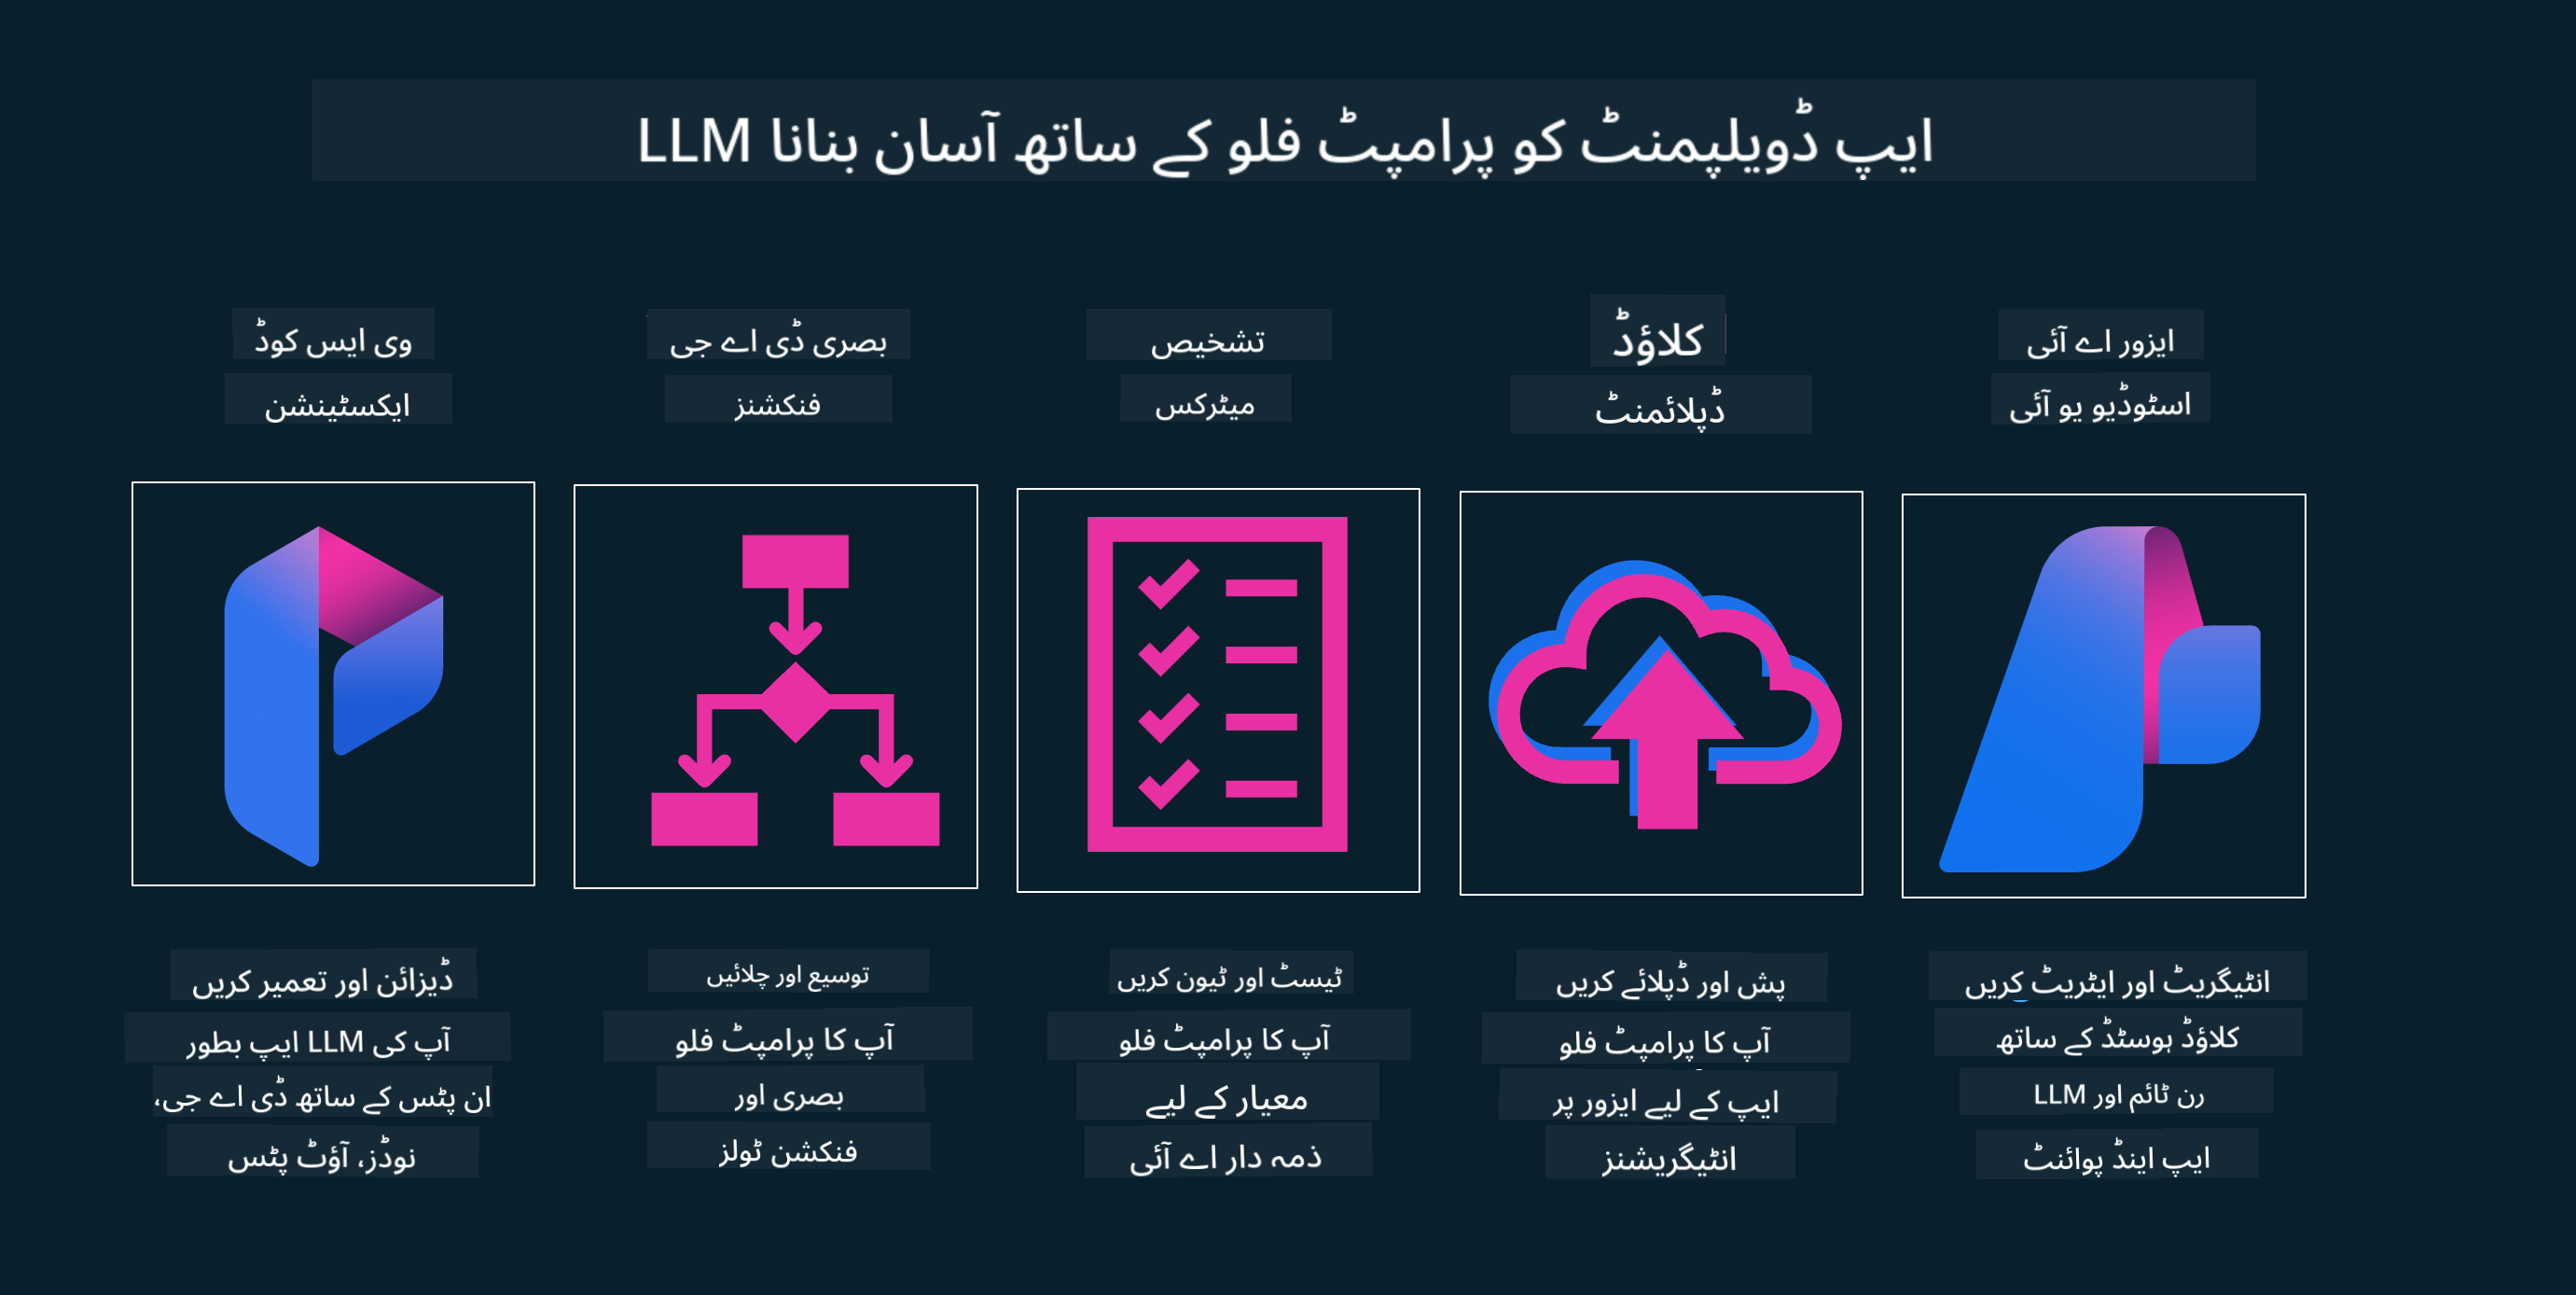 ایپ ڈویلپمنٹ کو پرامپٹ فلو کے ساتھ آسان بنانا LLM
وی ایس کوڈ
ایکسٹینشن
بصری ڈی اے جی
فنکشنز
تشخیص
میٹرکس
کلاؤڈ
ڈپلائمنٹ
ایزور اے آئی
اسٹوڈیو یو آئی
ڈیزائن اور تعمیر کریں
آپ کی LLM ایپ بطور
ان پٹس کے ساتھ ڈی اے جی،
نوڈز، آؤٹ پٹس
توسیع اور چلائیں
آپ کا پرامپٹ فلو
بصری اور
فنکشن ٹولز
ٹیسٹ اور ٹیون کریں
آپ کا پرامپٹ فلو
معیار کے لیے
ذمہ دار اے آئی
پش اور ڈپلائے کریں
آپ کا پرامپٹ فلو
ایپ کے لیے ایزور پر
انٹیگریشنز
انٹیگریٹ اور ایٹریٹ کریں
کلاؤڈ ہوسٹڈ کے ساتھ
رن ٹائم اور LLM
ایپ اینڈ پوائنٹ